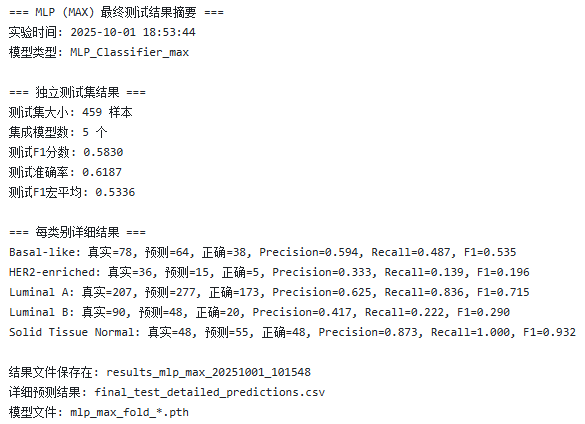 === MLP (MAX) 最终测试结果摘要 ===
实验时间: 2025-10-01 18:53:44
模型类型: MLP_Classifier_max
=== 独立测试集结果 ===
测试集大小: 459 样本
集成模型数: 5 个
测试F1分数: 0.5830
测试准确率: 0.6187
测试F1宏平均: 0.5336
=== 每类别详细结果 ===
Basal-like: 真实=78, 预测=64, 正确=38, Precision=0.594, Recall=0.487, F1=0.535
HER2-enriched: 真实=36, 预测=15, 正确=5, Precision=0.333, Recall=0.139, F1=0.196
Luminal A: 真实=207, 预测=277, 正确=173, Precision=0.625, Recall=0.836, F1=0.715
Luminal B: 真实=90, 预测=48, 正确=20, Precision=0.417, Recall=0.222, F1=0.290
Solid Tissue Normal: 真实=48, 预测=55, 正确=48, Precision=0.873, Recall=1.000, F1=0.932
结果文件保存在: results_mlp_max_20251001_101548
详细预测结果: final_test_detailed_predictions.csv
模型文件: mlp_max_fold_*.pth